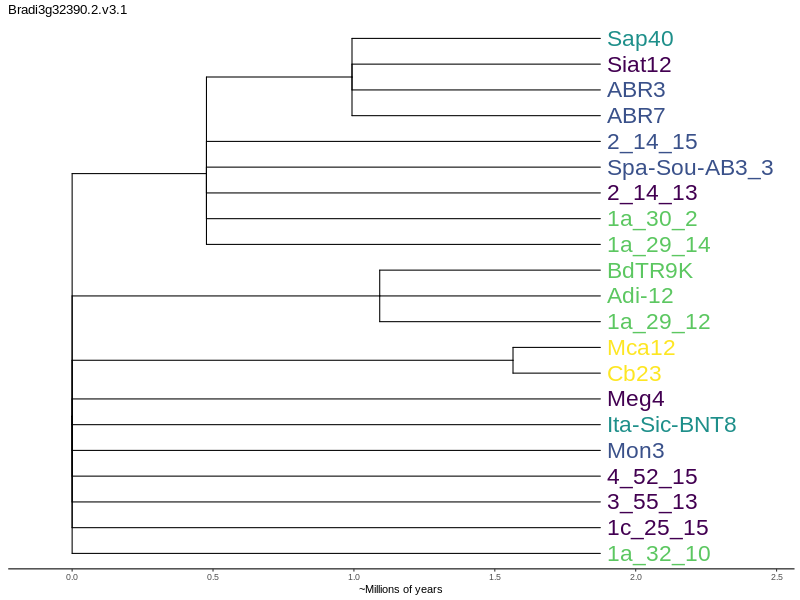 Bradi3g32390.2.v3.1
Sap40
Siat12
ABR3
ABR7
2_14_15
Spa-Sou-AB3_3
2_14_13
1a_30_2
1a_29_14
BdTR9K
Adi-12
1a_29_12
Mca12
Cb23
Meg4
Ita-Sic-BNT8
Mon3
4_52_15
3_55_13
1c_25_15
1a_32_10
0.0 0.5 1.0 1.5 2.0 2.5
~Millions of years